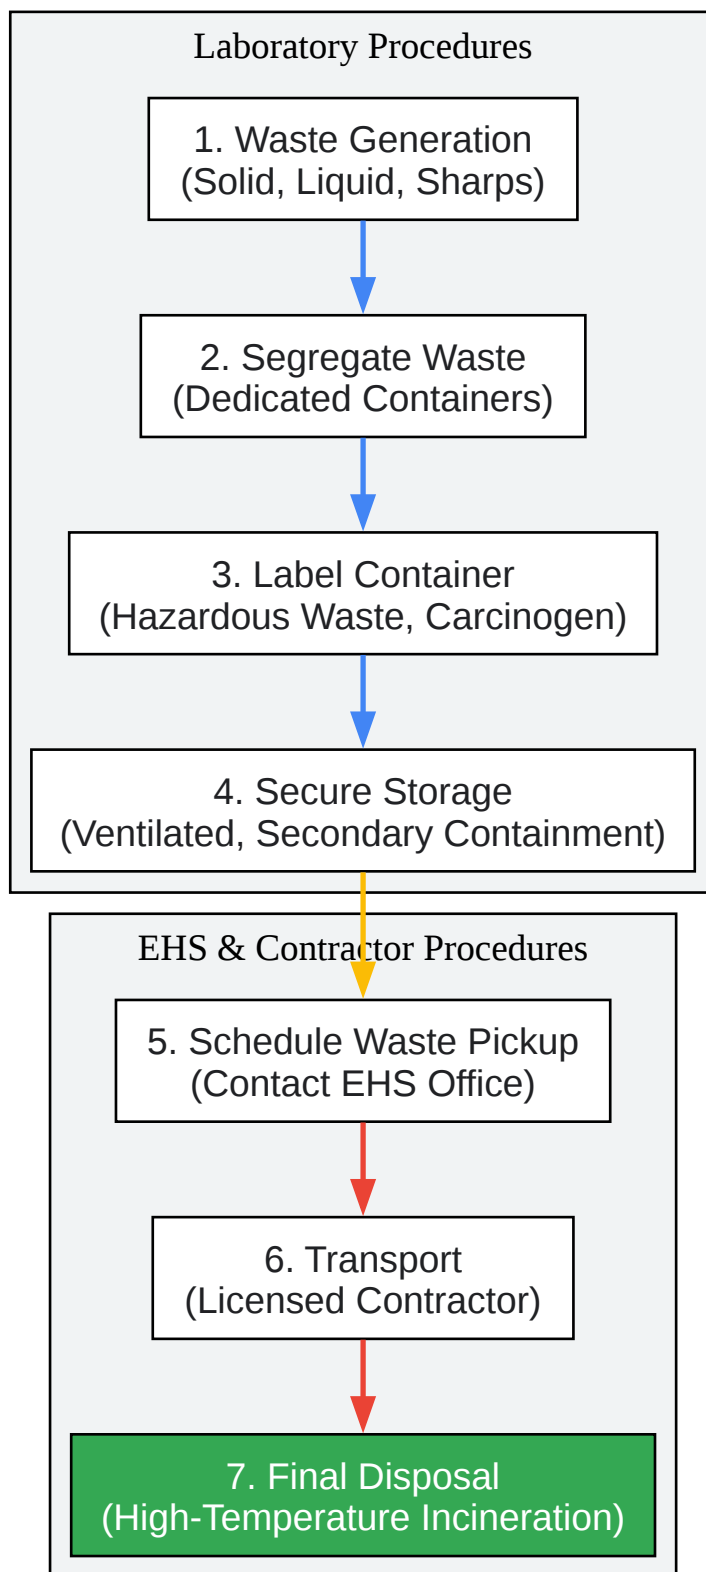 Laboratory Procedures
1. Waste Generation
(Solid, Liquid, Sharps)
2. Segregate Waste
(Dedicated Containers)
3. Label Container
(Hazardous Waste, Carcinogen)
4. Secure Storage
(Ventilated, Secondary Containment)
EHS & Contractor Procedures
5. Schedule Waste Pickup
(Contact EHS Office)
6. Transport
(Licensed Contractor)
7. Final Disposal
(High-Temperature Incineration)